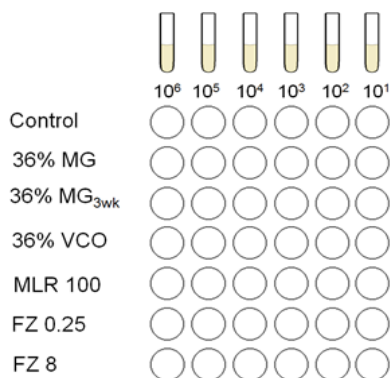 10⁶ 10⁵ 10⁴ 10³ 10² 10¹
Control
36% MG
36% MG₃wk
36% VCO
MLR 100
FZ 0.25
FZ 8